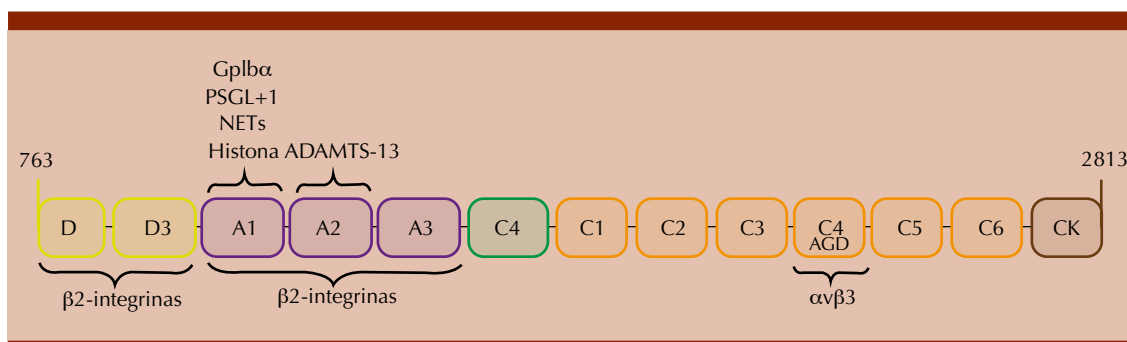 Gplbα
PSGL+1
NETs
Histona ADAMTS-13
763
2813
D D3 A1 A2 A3 C4 C1 C2 C3 C4 C5 C6 CK
AGD
β2-integrinas β2-integrinas αvβ3